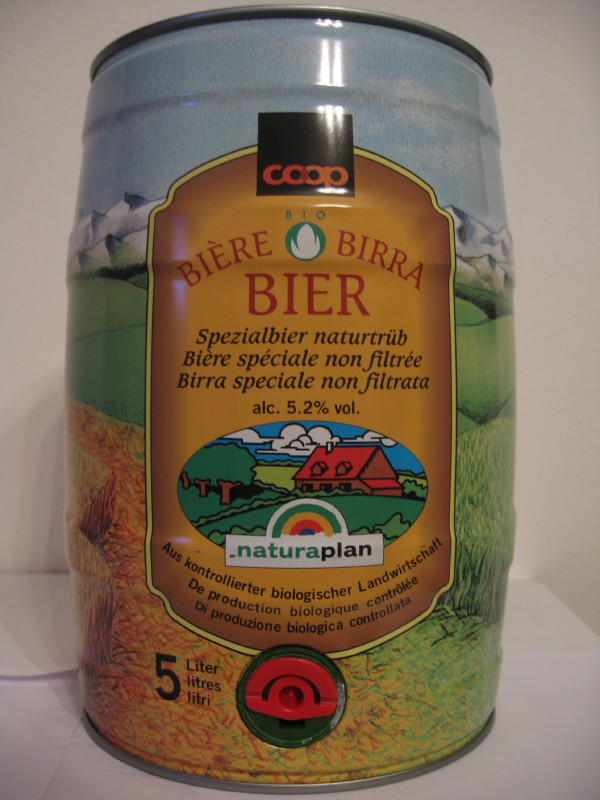 coop
BIO
BIÈRE BIRRA
BIER
Spezialbier naturtrüb
Bière spéciale non filtrée
Birra speciale non filtrata
alc. 5.2% vol.
naturaplan
Aus kontrollierter biologischer Landwirtschaft
De production biologique contrôlée
Di produzione biologica controllata
5 Liter
litres
litri